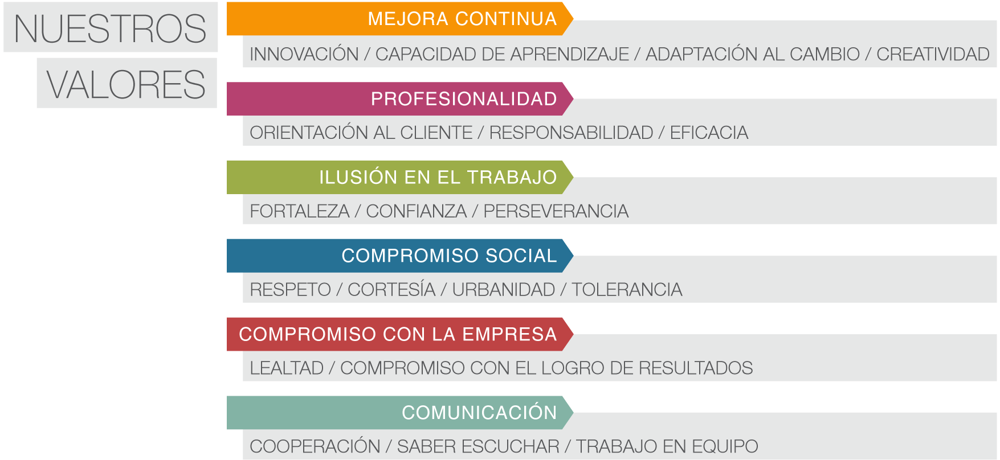 NUESTROS
VALORES
MEJORA CONTINUA
INNOVACIÓN / CAPACIDAD DE APRENDIZAJE / ADAPTACIÓN AL CAMBIO / CREATIVIDAD
PROFESIONALIDAD
ORIENTACIÓN AL CLIENTE / RESPONSABILIDAD / EFICACIA
ILUSIÓN EN EL TRABAJO
FORTALEZA / CONFIANZA / PERSEVERANCIA
COMPROMISO SOCIAL
RESPETO / CORTESÍA / URBANIDAD / TOLERANCIA
COMPROMISO CON LA EMPRESA
LEALTAD / COMPROMISO CON EL LOGRO DE RESULTADOS
COMUNICACIÓN
COOPERACIÓN / SABER ESCUCHAR / TRABAJO EN EQUIPO